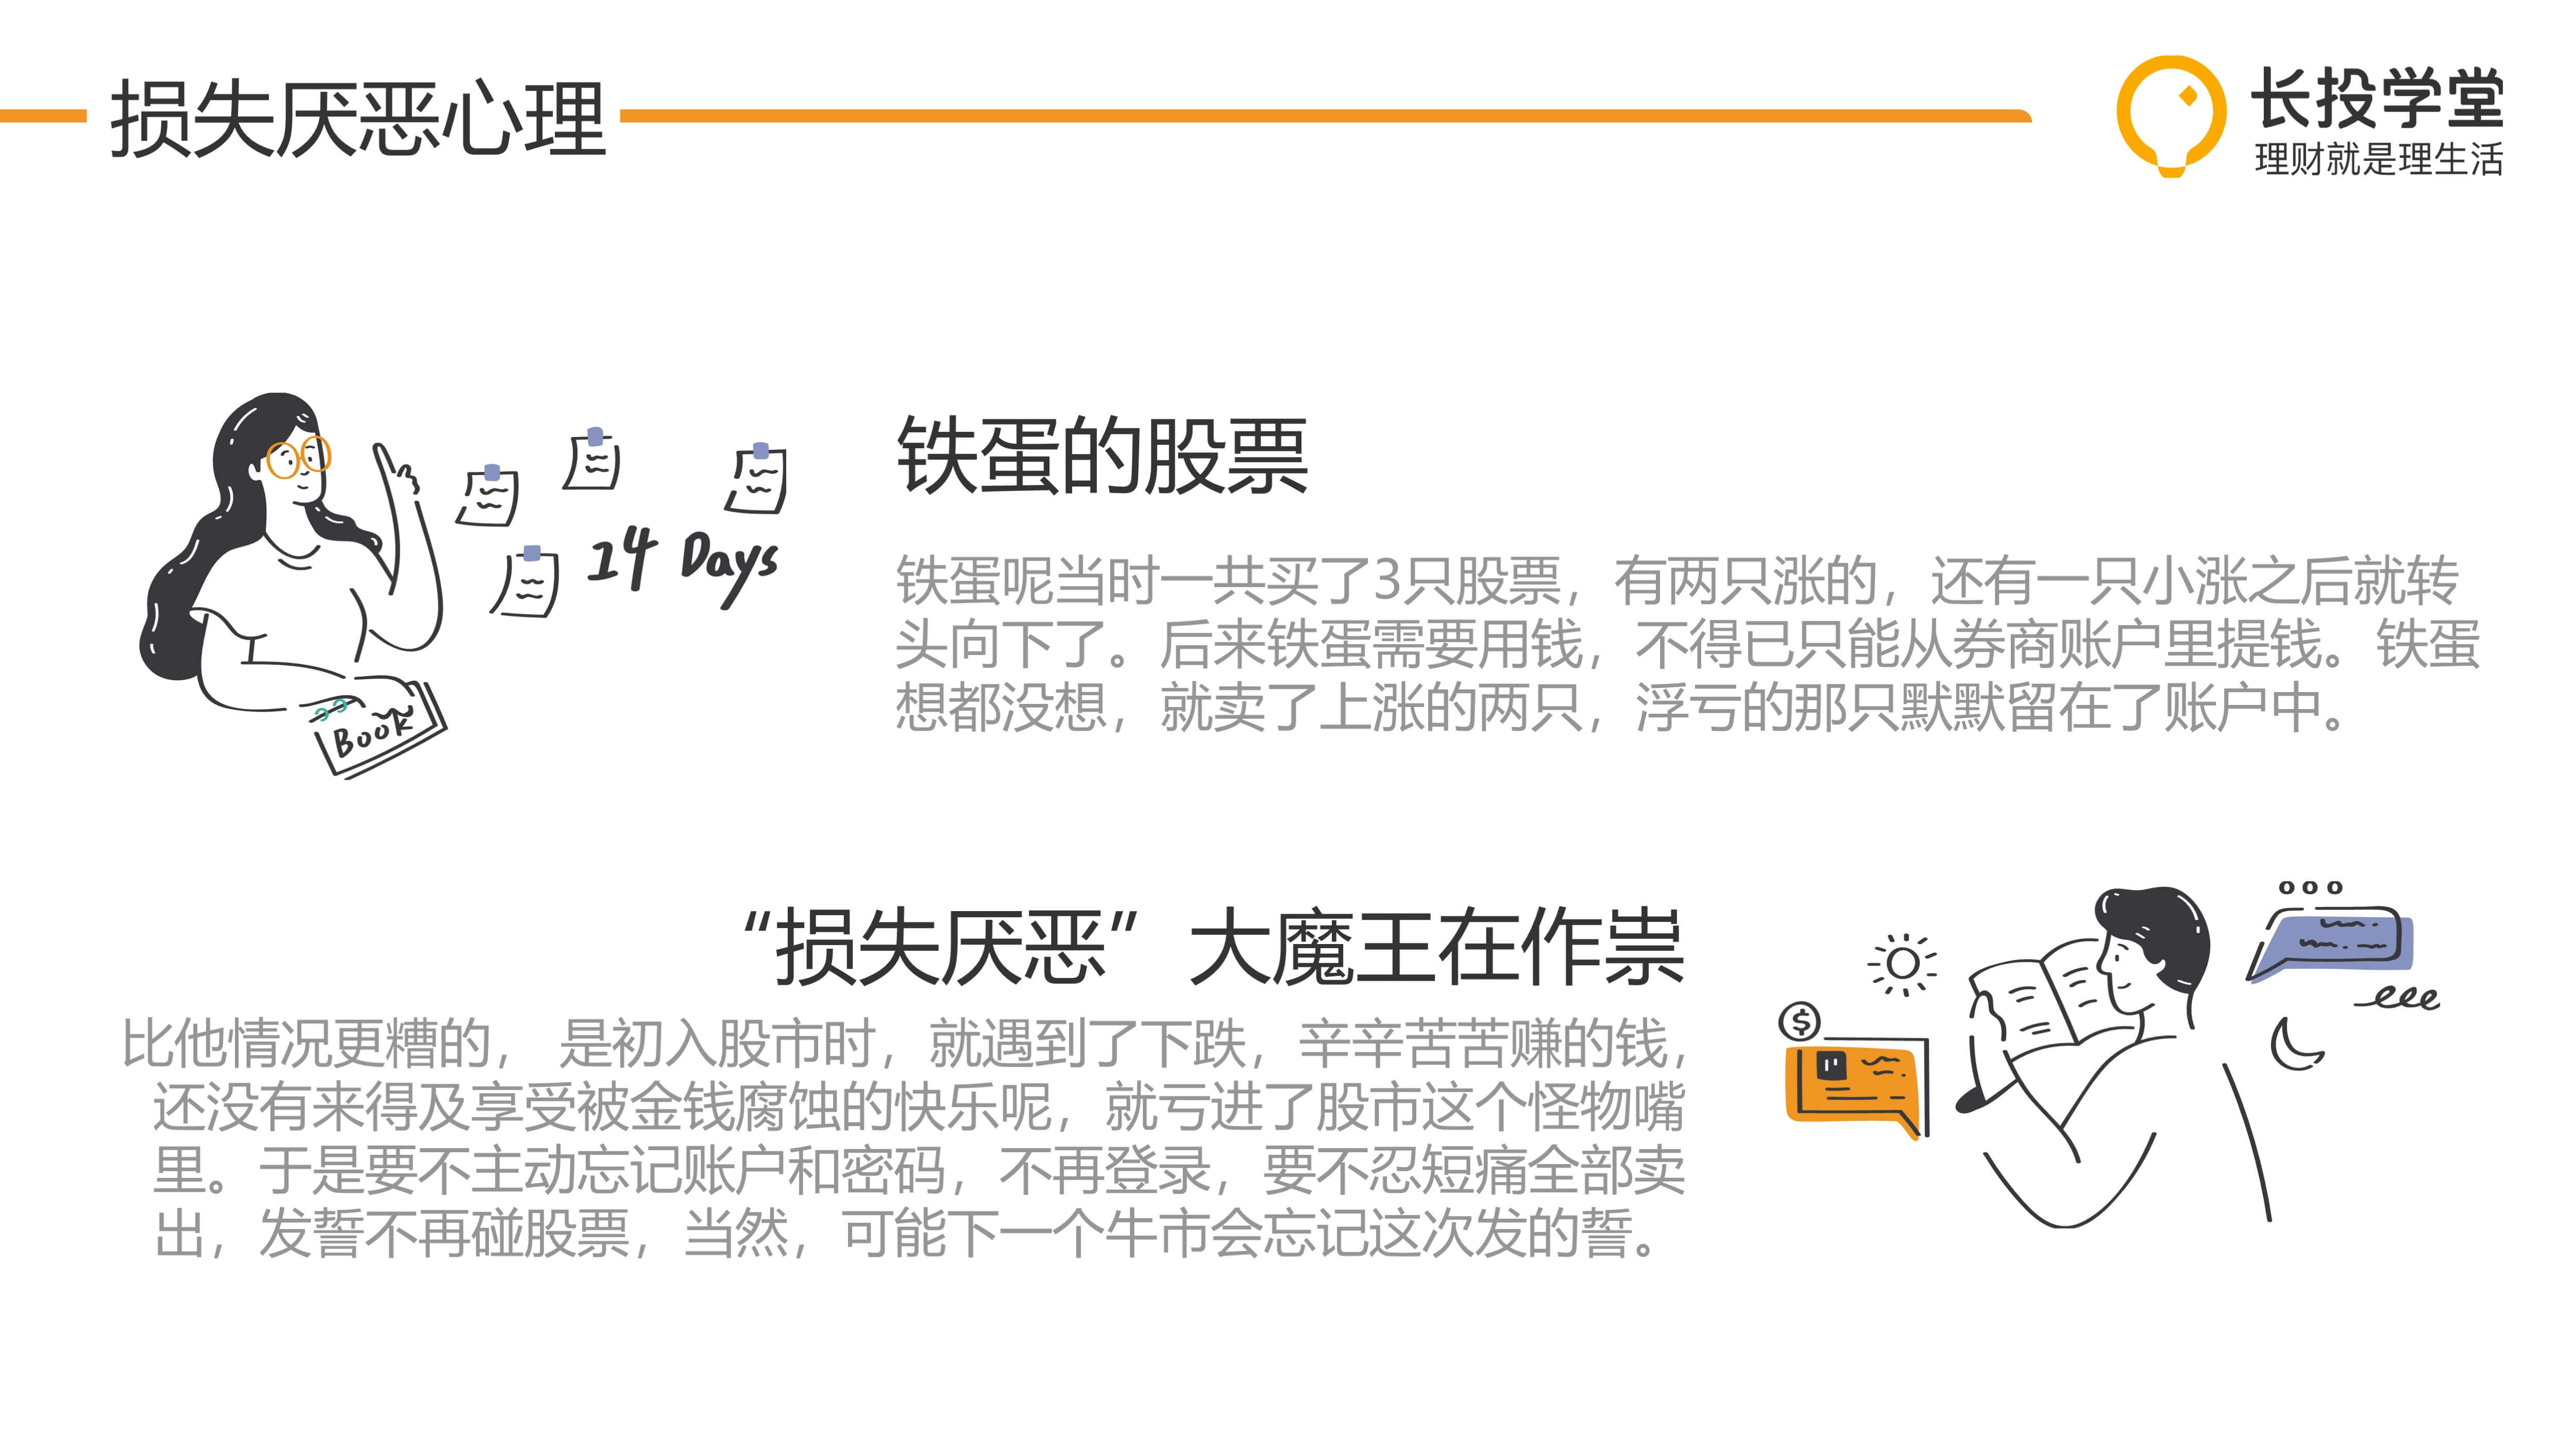 损失厌恶心理
长投学堂
理财就是理生活
铁蛋的股票
铁蛋呢当时一共买了3只股票，有两只涨的，还有一只小涨之后就转
头向下了。后来铁蛋需要用钱，不得已只能从券商账户里提钱。铁蛋
想都没想，就卖了上涨的两只，浮亏的那只默默留在了账户中。
14 Days
Book
“损失厌恶”大魔王在作祟
比他情况更糟的， 是初入股市时，就遇到了下跌，辛辛苦苦赚的钱，
还没有来得及享受被金钱腐蚀的快乐呢，就亏进了股市这个怪物嘴
里。于是要不主动忘记账户和密码，不再登录，要不忍短痛全部卖
出，发誓不再碰股票，当然，可能下一个牛市会忘记这次发的誓。
$